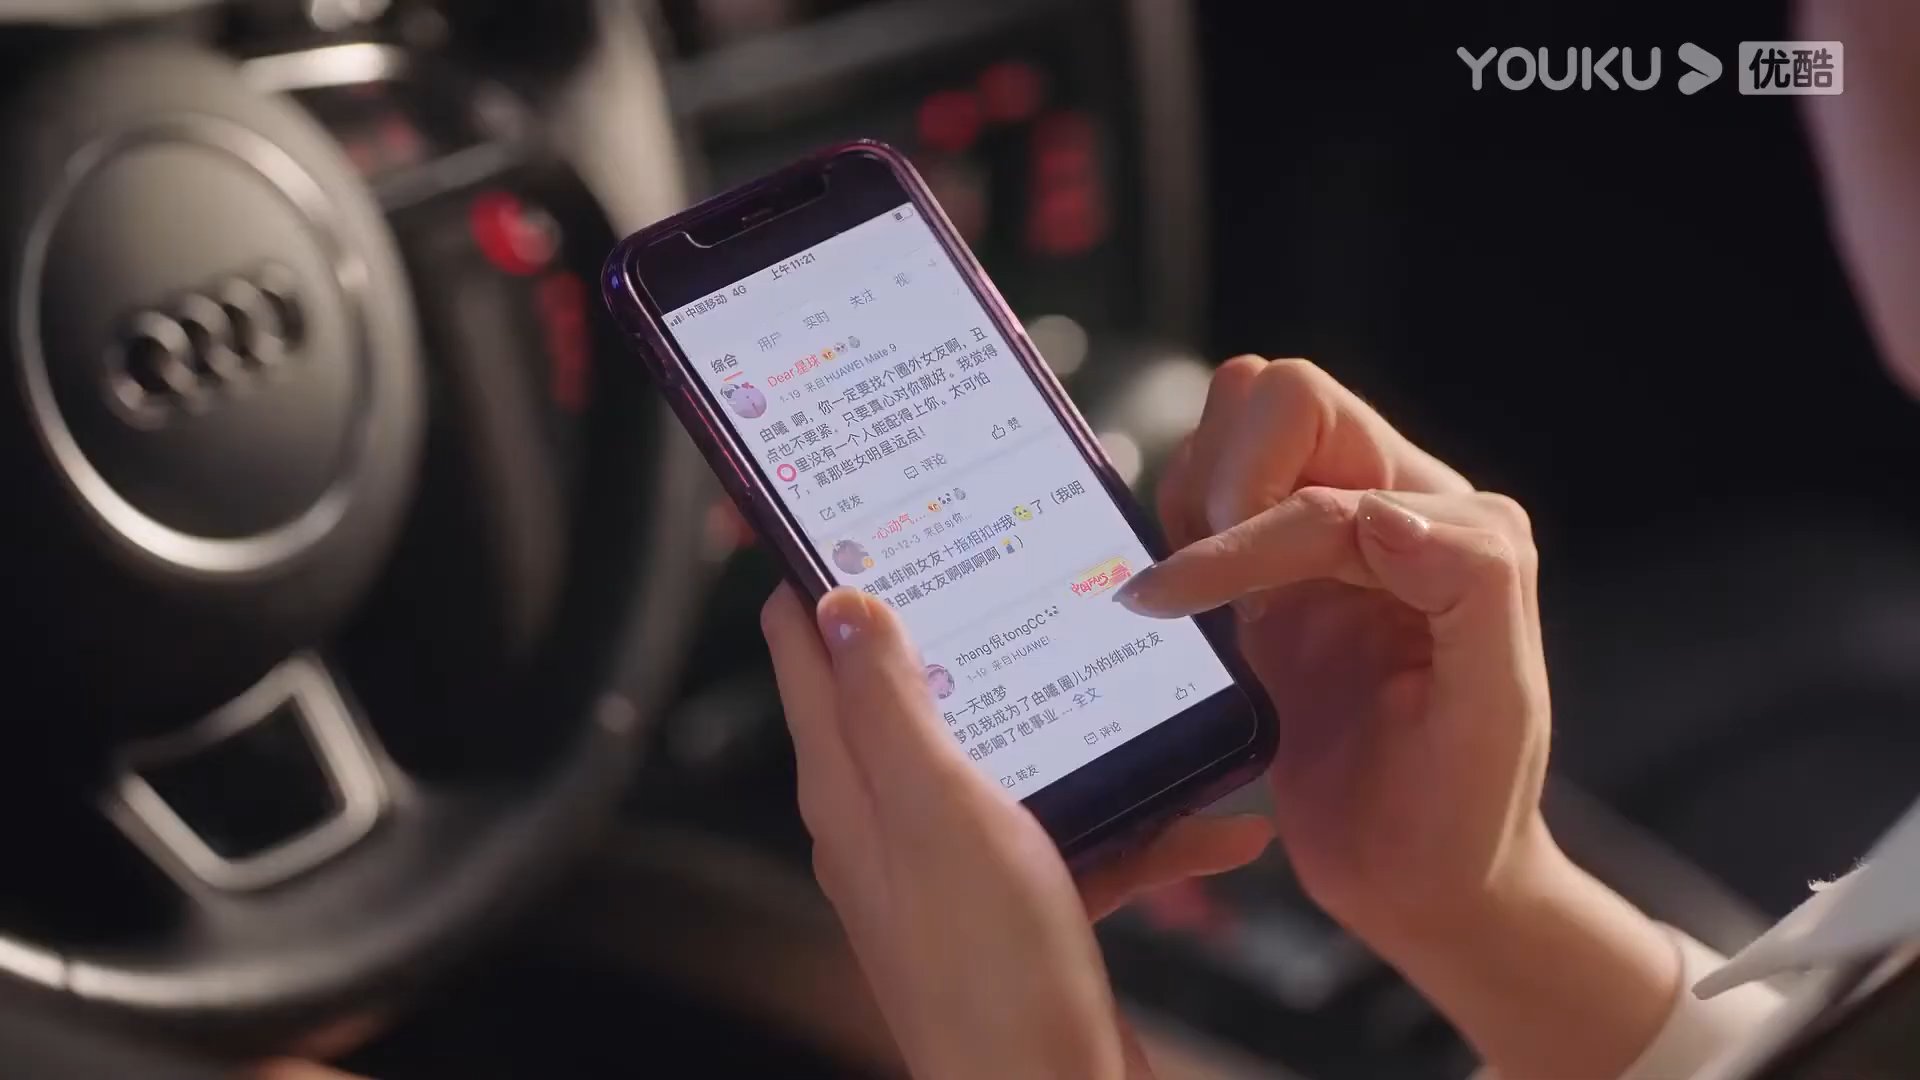 YOUKU 优酷
中国移动 4G 上午11:21
综合 用户 实时 关注 视
Dear星球
1-19 来自HUAWEI Mate 9
由曦 啊，你一定要找个圈外女友啊，丑
点也不要紧，只要真心对你就好。我觉得
里没有一个人能配得上你。太可怕
了，离那些女明星远点！
转发 评论 赞
-心动气...
20-12-3 来自sj你...
由曦绯闻女友十指相扣#我了（我明
是由曦女友啊啊啊啊）
zhang倪tongCC
1-19 来自HUAWEI
有一天做梦
梦见我成为了由曦圈儿外的绯闻女友
怕影响了他事业 ... 全文
转发 评论 1